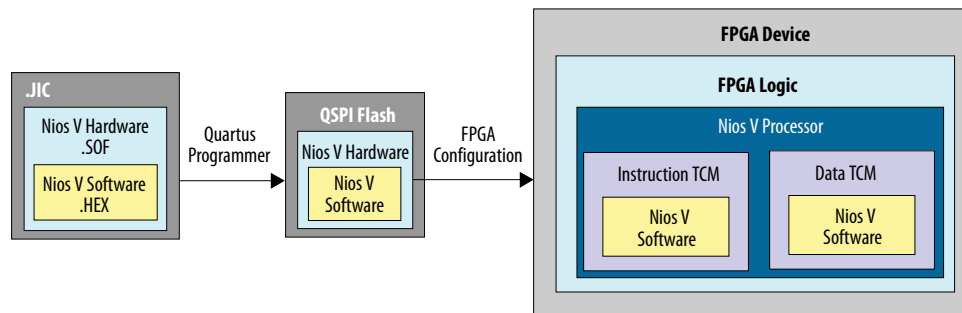 .JIC
Nios V Hardware
.SOF
Nios V Software
.HEX
Quartus
Programmer
QSPI Flash
Nios V Hardware
Nios V
Software
FPGA
Configuration
FPGA Device
FPGA Logic
Nios V Processor
Instruction TCM
Nios V
Software
Data TCM
Nios V
Software